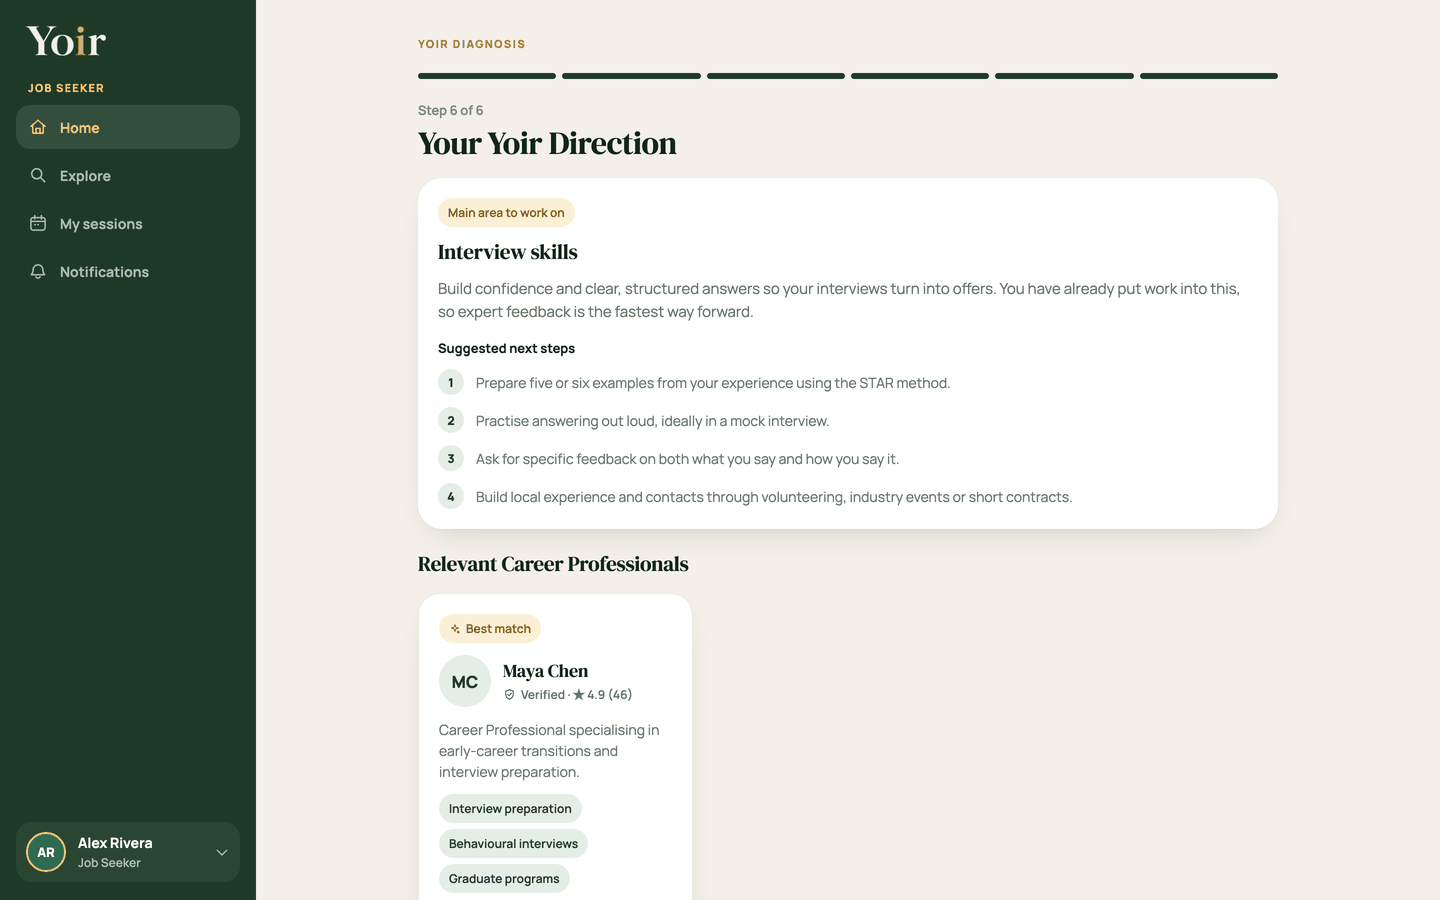 Yoir
JOB SEEKER
Home
Explore
My sessions
Notifications
AR
Alex Rivera
Job Seeker
YOIR DIAGNOSIS
Step 6 of 6
Your Yoir Direction
Main area to work on
Interview skills
Build confidence and clear, structured answers so your interviews turn into offers. You have already put work into this,
so expert feedback is the fastest way forward.
Suggested next steps
1 Prepare five or six examples from your experience using the STAR method.
2 Practise answering out loud, ideally in a mock interview.
3 Ask for specific feedback on both what you say and how you say it.
4 Build local experience and contacts through volunteering, industry events or short contracts.
Relevant Career Professionals
Best match
MC
Maya Chen
Verified · ★ 4.9 (46)
Career Professional specialising in
early-career transitions and
interview preparation.
Interview preparation
Behavioural interviews
Graduate programs